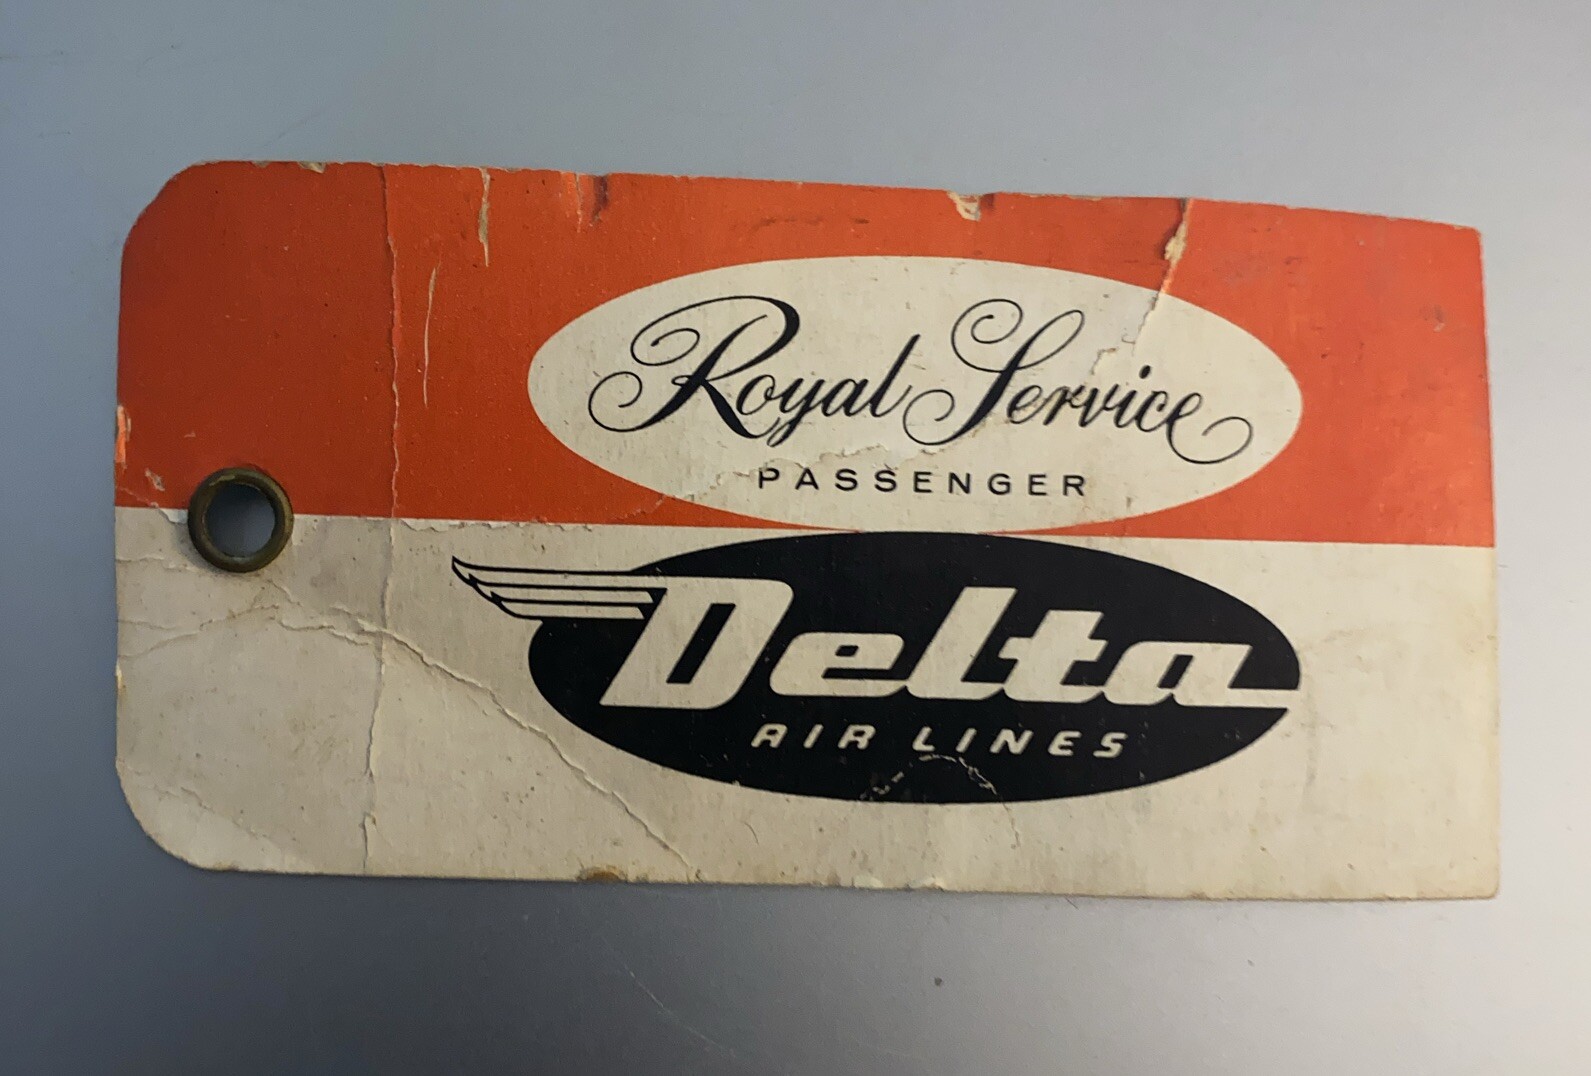 Royal Service
PASSENGER
Delta
AIR LINES